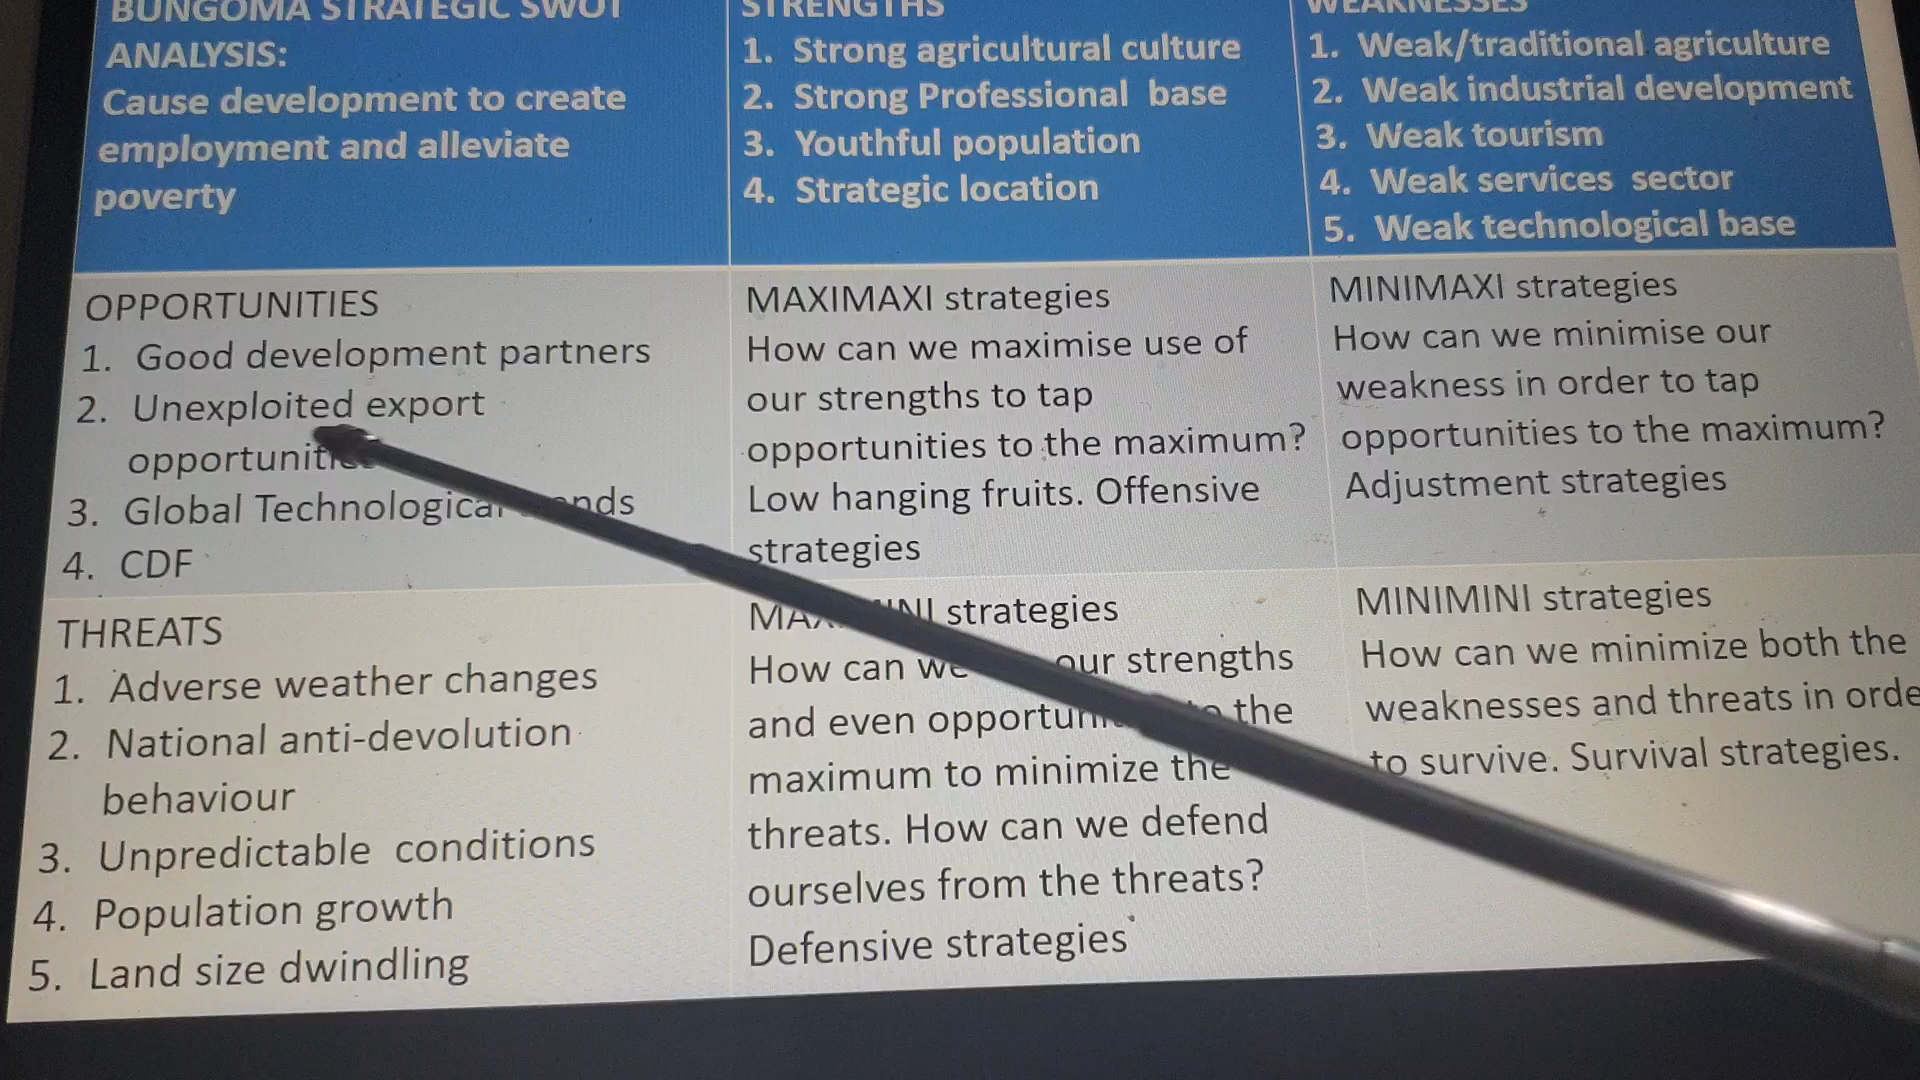 BUNGOMA STRATEGIC SWOT
ANALYSIS:
Cause development to create
employment and alleviate
poverty
STRENGTHS
1. Strong agricultural culture
2. Strong Professional base
3. Youthful population
4. Strategic location
WEAKNESSES
1. Weak/traditional agriculture
2. Weak industrial development
3. Weak tourism
4. Weak services sector
5. Weak technological base
OPPORTUNITIES
1. Good development partners
2. Unexploited export
3. Global
4. CDF
MAXIMAXI strategies
How can we maximise use of
our strengths to tap
opportunities to the maximum?
Low hanging fruits. Offensive
strategies
MINIMAXI strategies
How can we minimise our
weakness in order to tap
opportunities to the maximum?
Adjustment strategies
THREATS
1. Adverse weather changes
2. National anti-devolution
behaviour
3. Unpredictable conditions
4. Population growth
5. Land size dwindling
strategies
How can we our strengths
and even the
maximum to minimize the
threats. How can we defend
ourselves from the threats?
Defensive strategies
MINIMINI strategies
How can we minimize both the
weaknesses and threats in
to survive. Survival strategies.